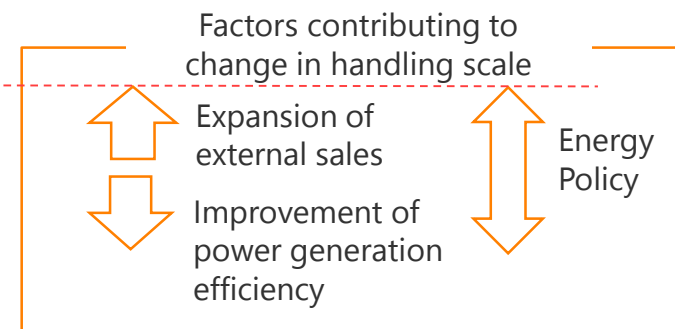 Factors contributing to
change in handling scale
Expansion of
external sales
Energy
Policy
Improvement of
power generation
efficiency